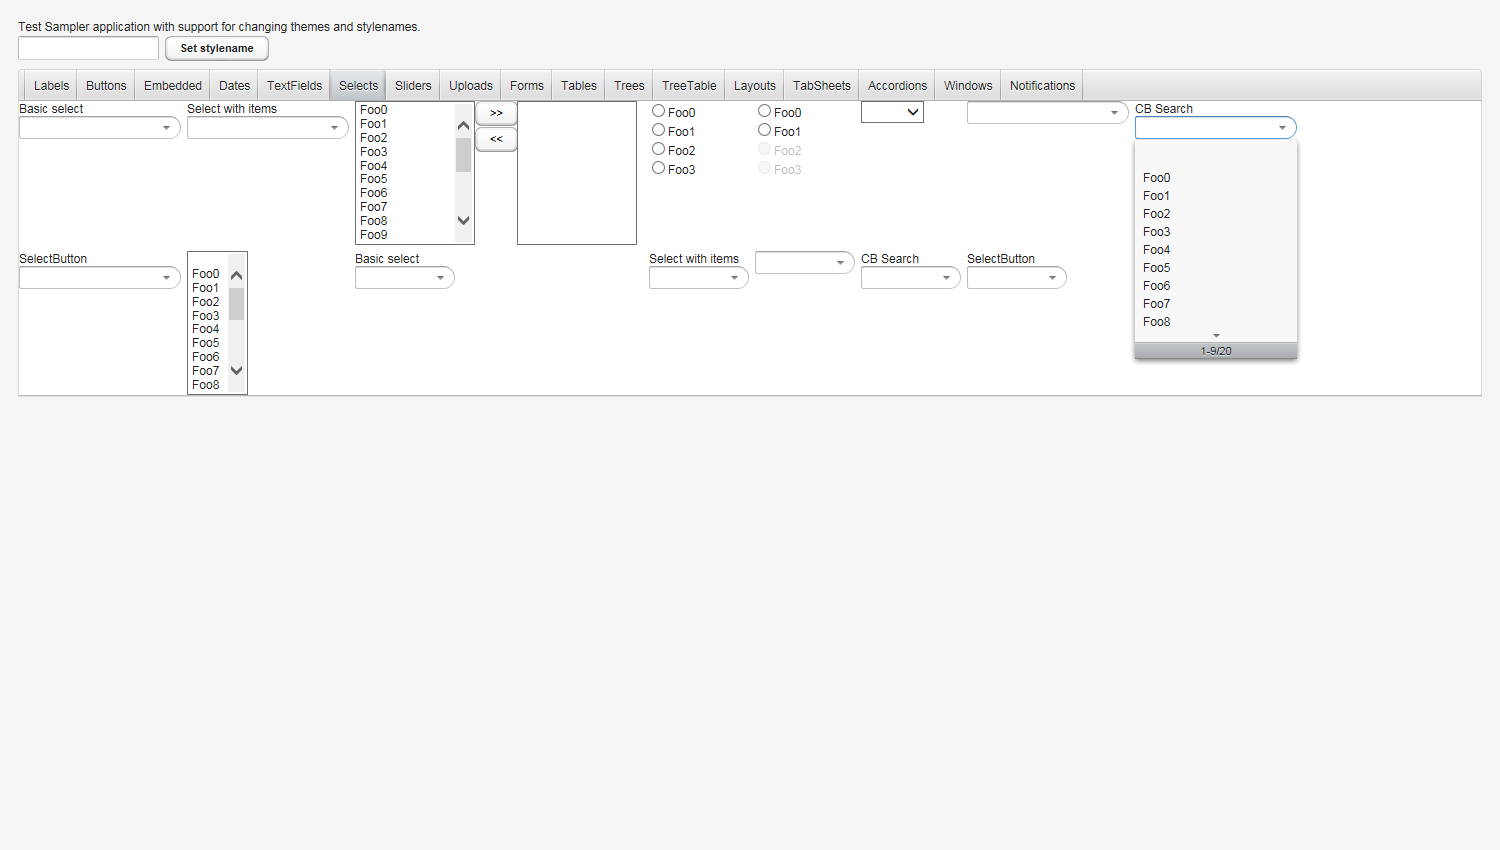 Test Sampler application with support for changing themes and stylenames.
Set stylename
Labels Buttons Embedded Dates TextFields Selects Sliders Uploads Forms Tables Trees TreeTable Layouts TabSheets Accordions Windows Notifications
Basic select
Select with items
Foo0
Foo1
Foo2
Foo3
Foo4
Foo5
Foo6
Foo7
Foo8
Foo9
>>
<<
Foo0
Foo1
Foo2
Foo3
Foo0
Foo1
Foo2
Foo3
CB Search
Foo0
Foo1
Foo2
Foo3
Foo4
Foo5
Foo6
Foo7
Foo8
1-9/20
SelectButton
Foo0
Foo1
Foo2
Foo3
Foo4
Foo5
Foo6
Foo7
Foo8
Basic select
Select with items
CB Search
SelectButton